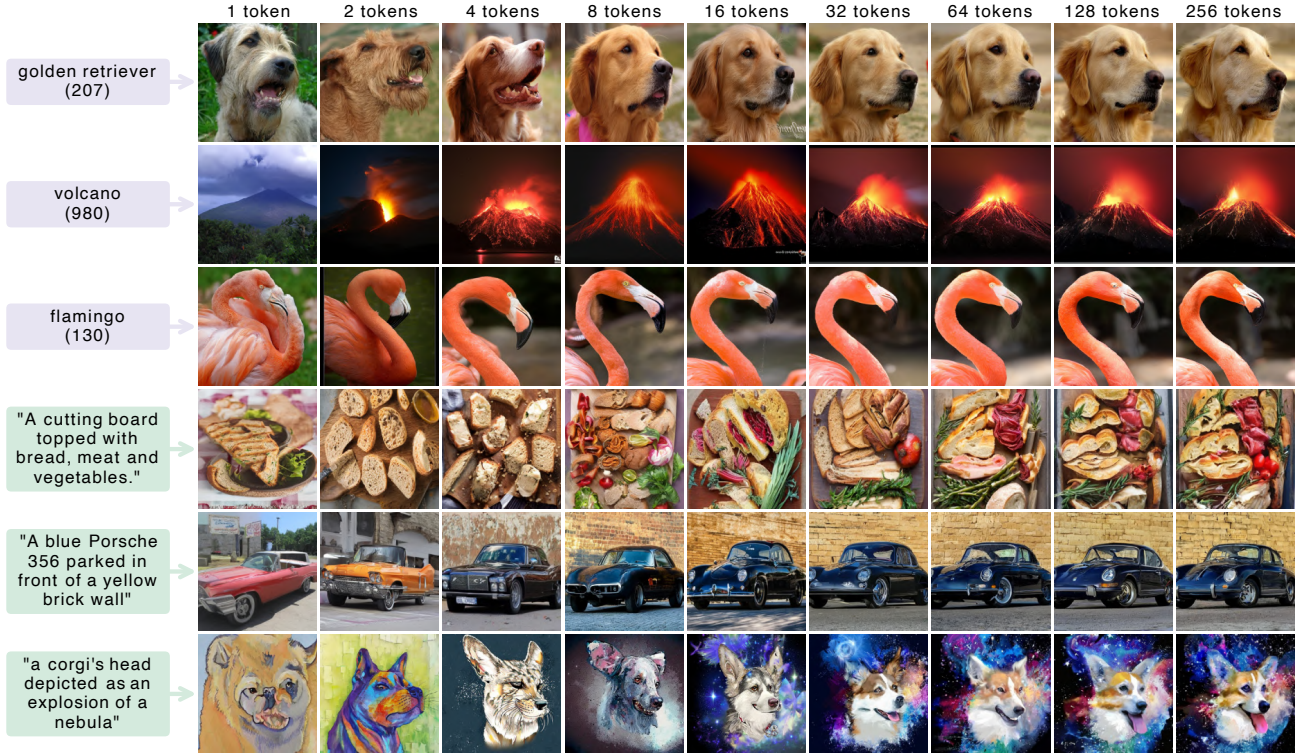 1 token 2 tokens 4 tokens 8 tokens 16 tokens 32 tokens 64 tokens 128 tokens 256 tokens
golden retriever
(207)
volcano
(980)
flamingo
(130)
"A cutting board
topped with
bread, meat and
vegetables."
"A blue Porsche
356 parked in
front of a yellow
brick wall"
"a corgi's head
depicted as an
explosion of a
nebula"